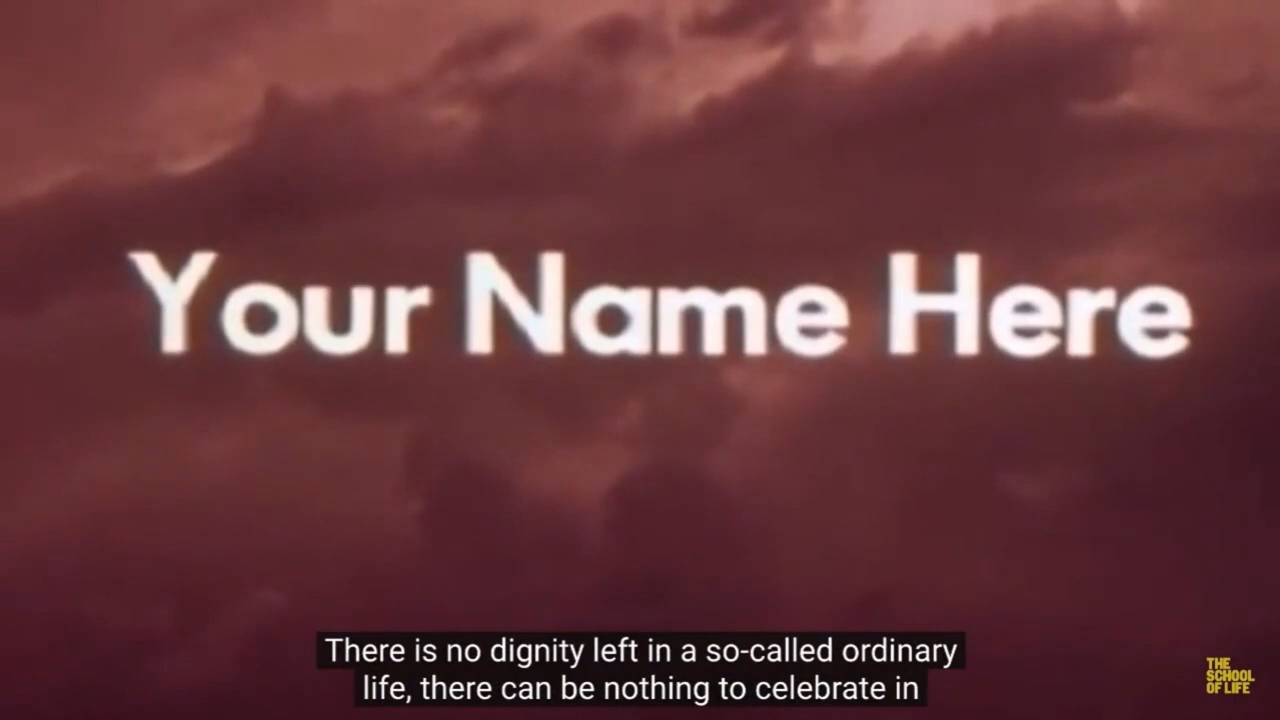 Your Name Here
There is no dignity left in a so-called ordinary
life, there can be nothing to celebrate in
THE
SCHOOL
OF LIFE